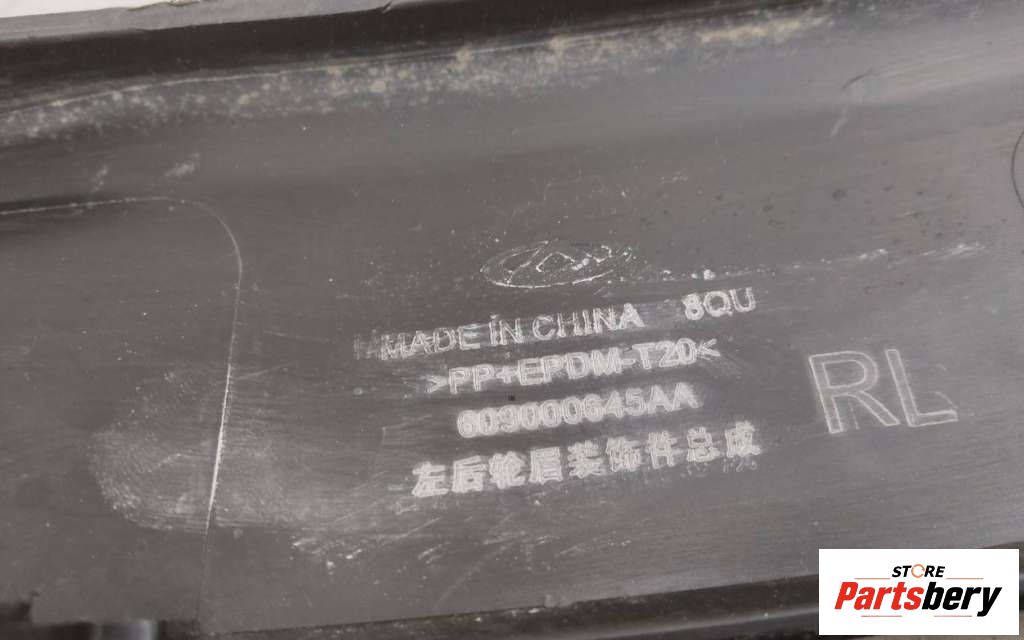 MADE IN CHINA 8QU
>PP+EPDM-T20<
609000645AA
左后轮眉装饰件总成
RL
STORE
Partsbery